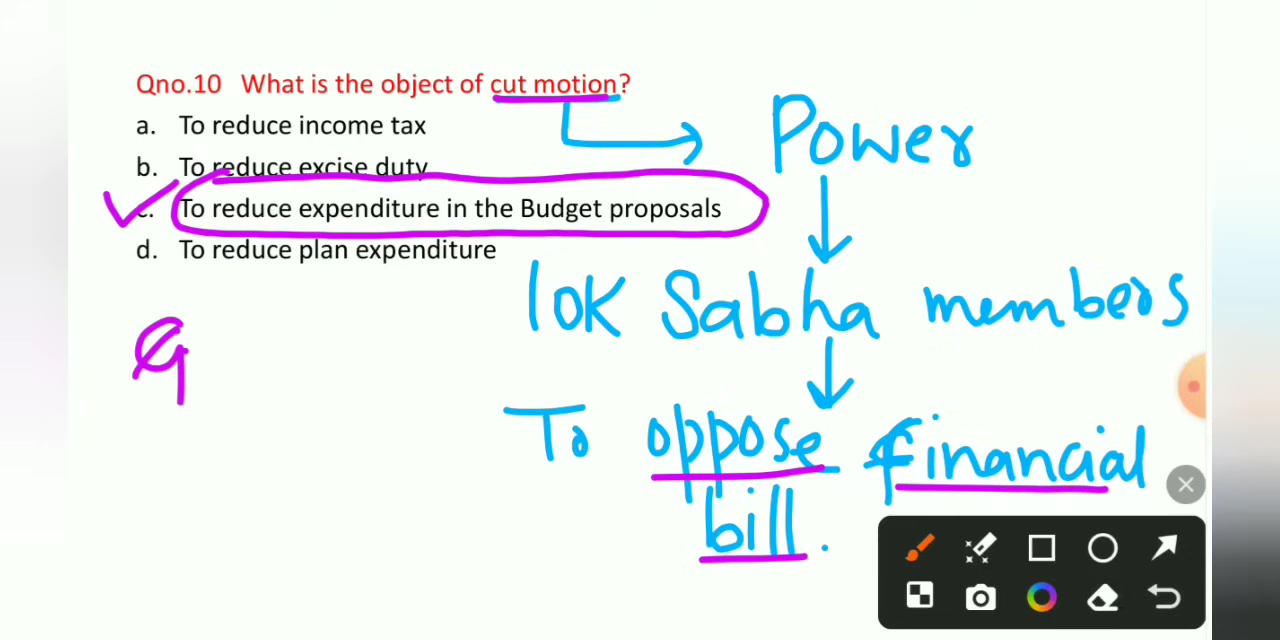 Qno.10 What is the object of cut motion?
a. To reduce income tax
b. To reduce excise duty
c. To reduce expenditure in the Budget proposals
d. To reduce plan expenditure
Power
lok Sabha members
To oppose financial
bill.